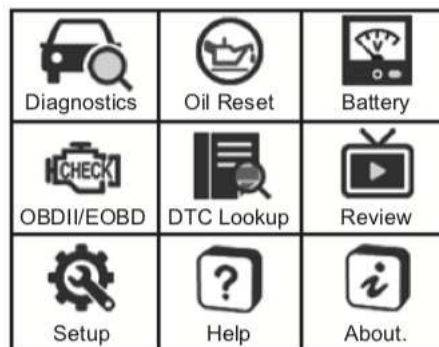 Diagnostics
Oil Reset
V
Battery
CHECK
OBDII/EOBD
DTC Lookup
Review
?
Setup
Help
i
About.